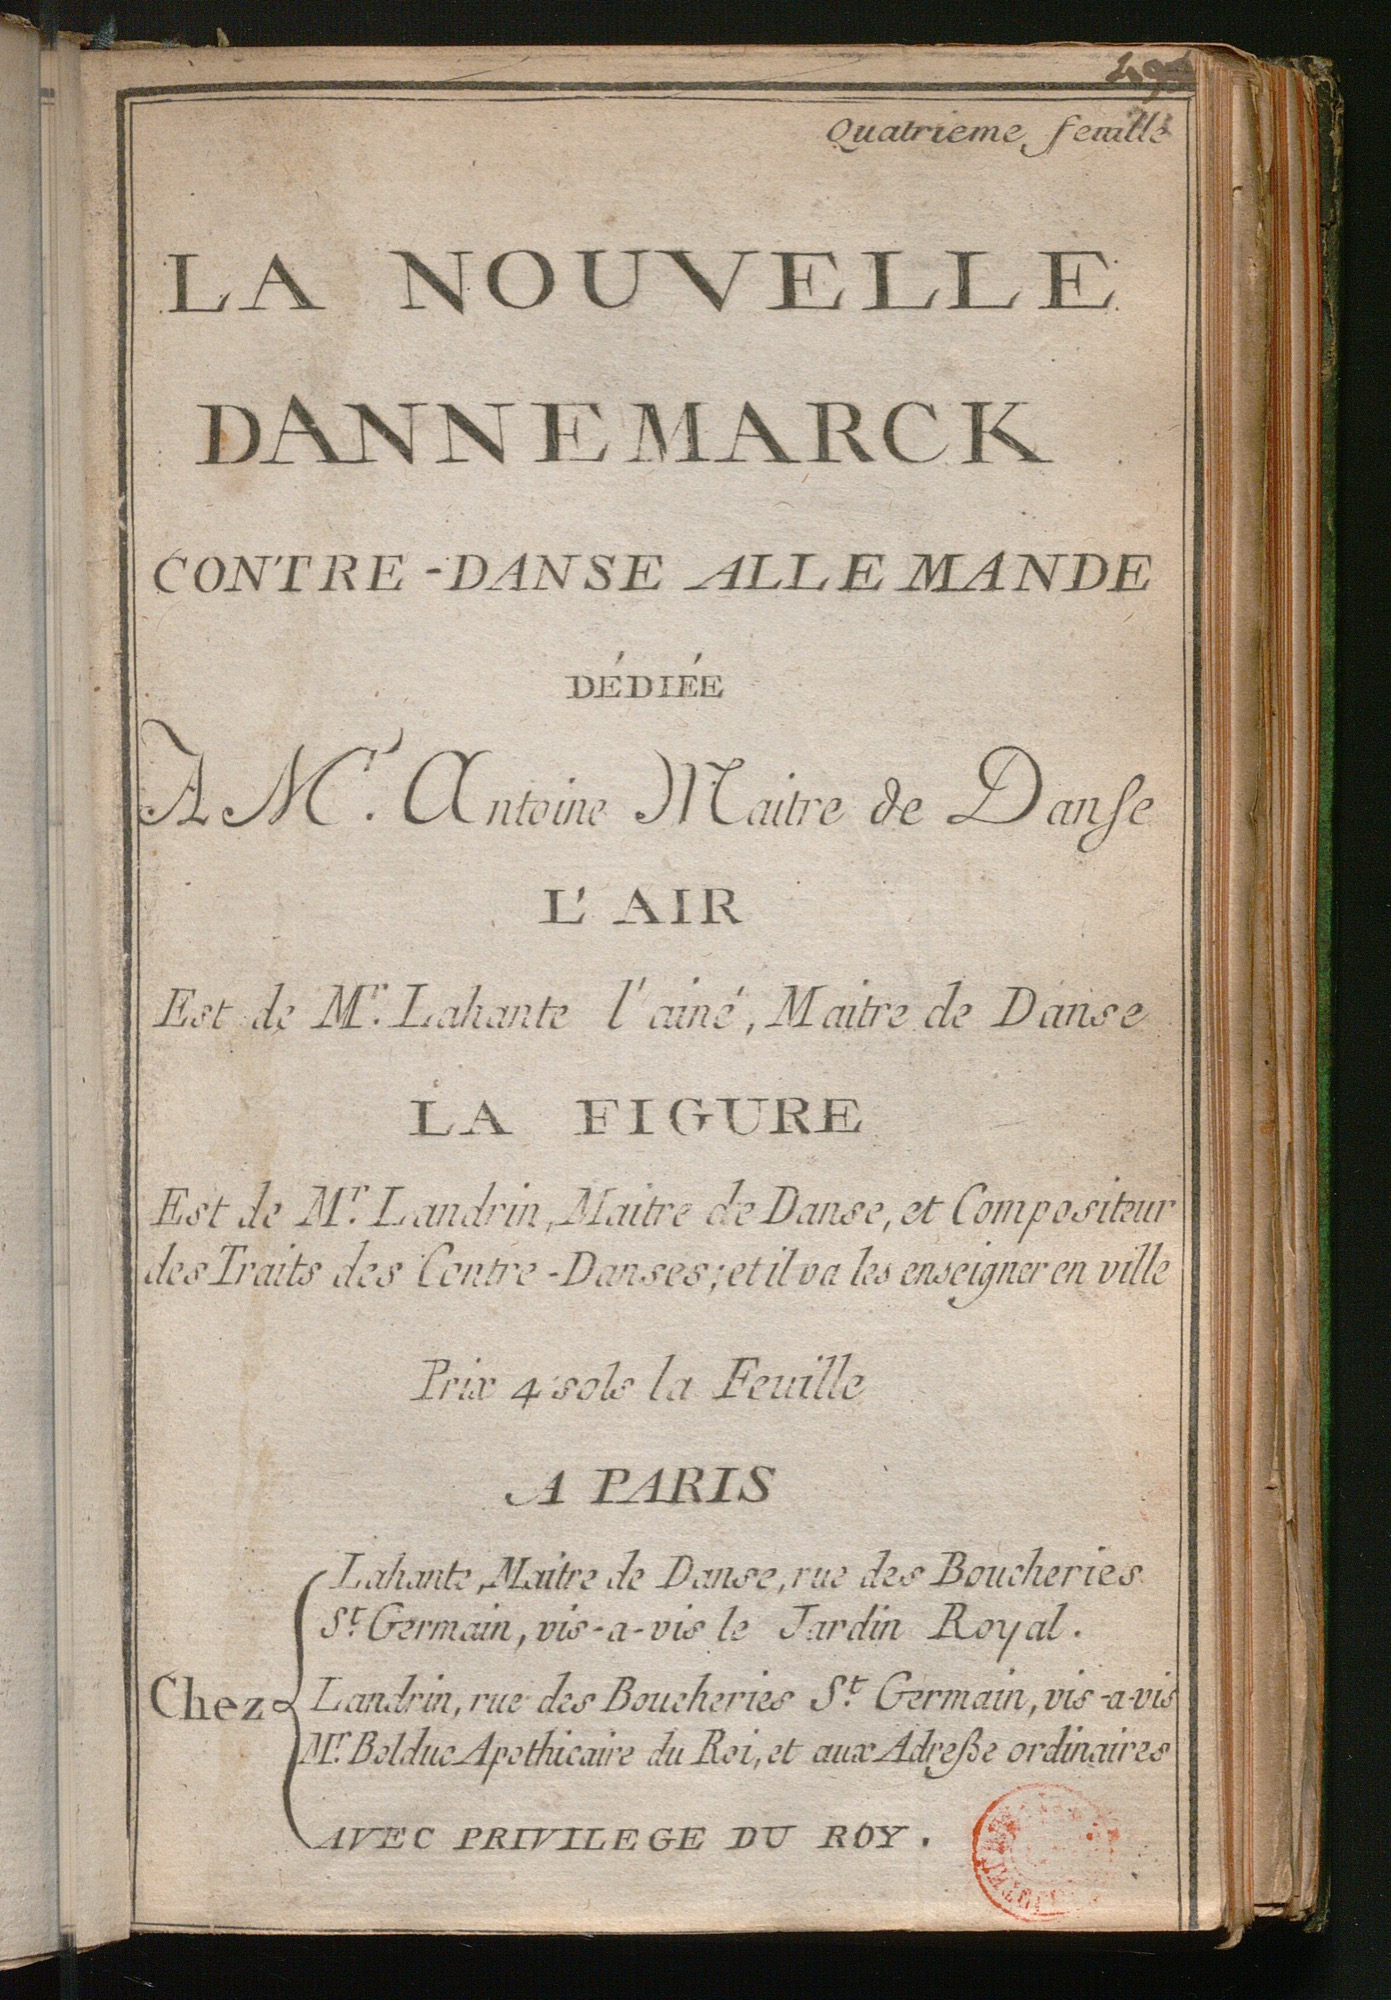 Quatrieme feuille
LA NOUVELLE
DANNEMARCK
CONTRE-DANSE ALLEMANDE
DÉDIÉE
A Mr. Antoine Maitre de Danse
L'AIR
Est de Mr. Lahante l'ainé, Maitre de Danse
LA FIGURE
Est de Mr. Landrin, Maitre de Danse, et Compositeur
des Traits des Contre-Danses; et il va les enseigner en ville
Prix 4 sols la Feuille
A PARIS
Lahante, Maitre de Danse, rue des Boucheries
St. Germain, vis-a-vis le Jardin Royal.
Chez
Landrin, rue des Boucheries St. Germain, vis-a-vis
Mr. Bolduc Apothicaire du Roi, et aux Adreße ordinaires
AVEC PRIVILEGE DU ROY.